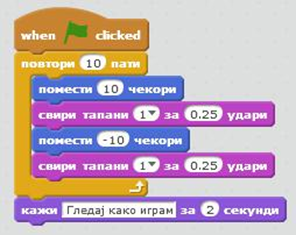 when clicked
повтори 10 пати
помести 10 чекори
свири тапани 1 за 0.25 удари
помести -10 чекори
свири тапани 1 за 0.25 удари
кажи Гледај како играм за 2 секунди